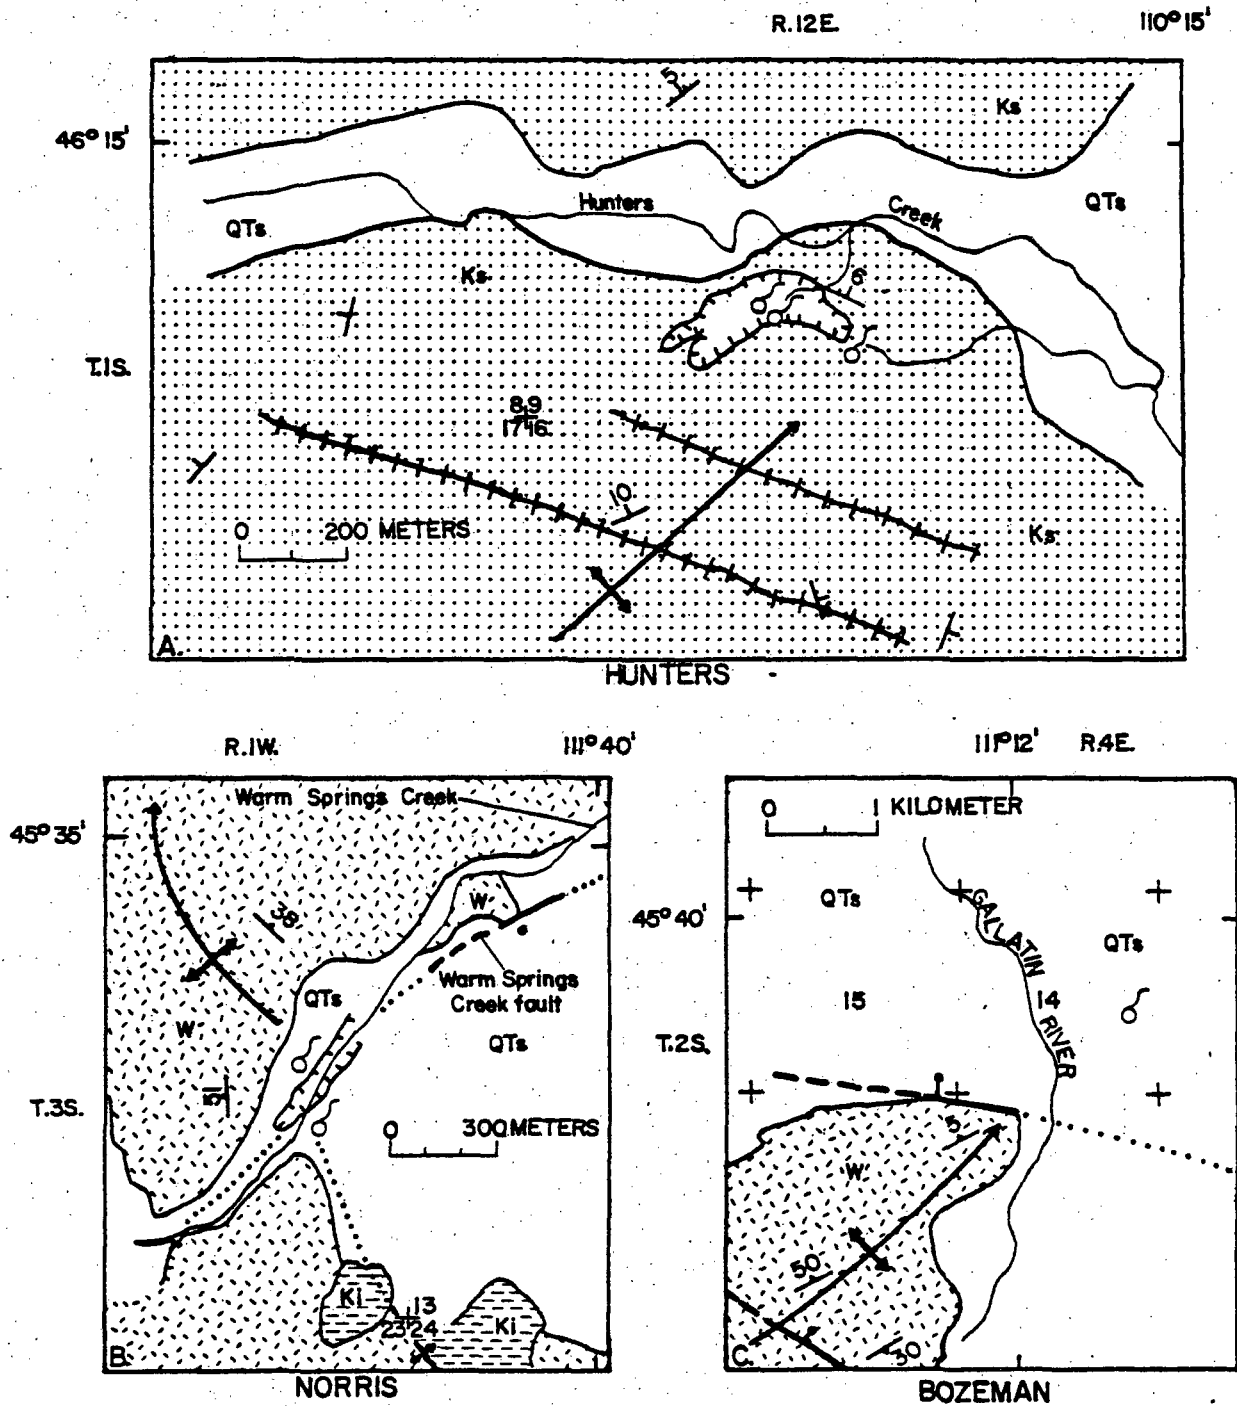 R.12E.
110°15'
5
Ks
46°15'
Hunters
Creek
QTs
QTs
Ks
6
T.1S.
8 9
17 16
10
0 200 METERS
Ks
A.
HUNTERS
R.1W.
111°40'
111°12'
R.4E.
Warm Springs Creek
0 1 KILOMETER
45°35'
W
38
QTs
45°40'
GALLATIN
RIVER
QTs
Warm Springs
Creek fault
QTs
W
QTs
15
14
T.2S.
15
T.3S.
0 300 METERS
5
W
50
Ki
13
23 24
Ki
30
B.
C.
NORRIS
BOZEMAN